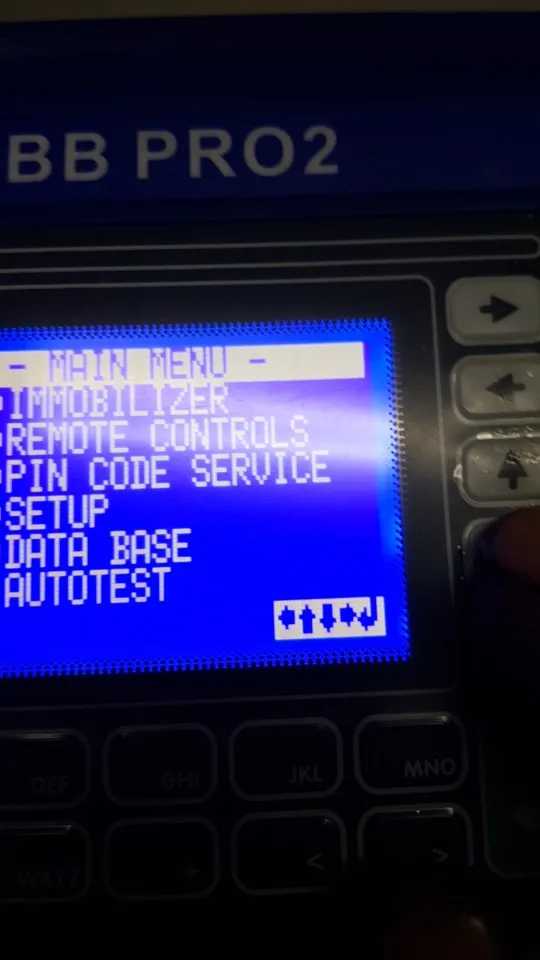 BB PRO2
- MAIN MENU -
IMMOBILIZER
REMOTE CONTROLS
PIN CODE SERVICE
SETUP
DATA BASE
AUTOTEST
DEF
GHI
JKL
MNO
WXYZ
<
>